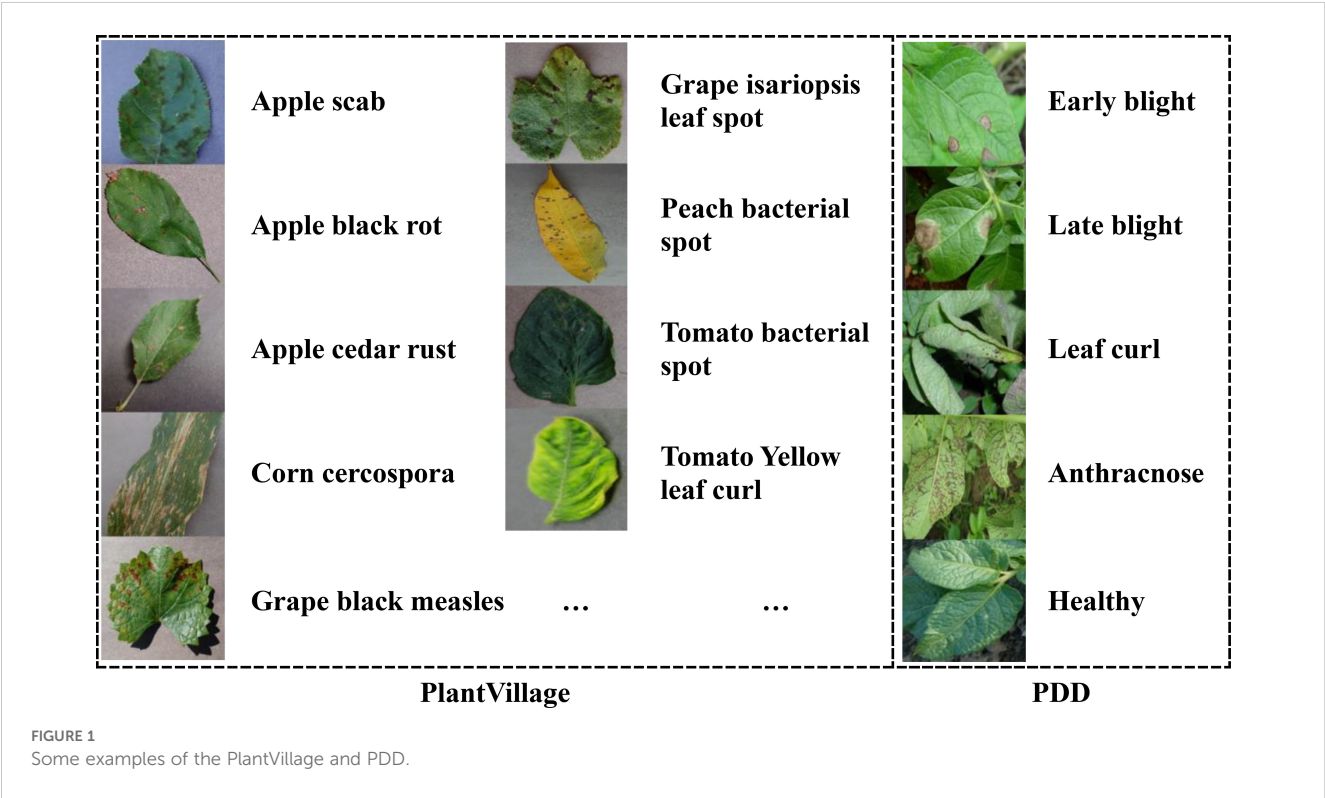 Apple scab
Apple black rot
Apple cedar rust
Corn cercospora
Grape black measles
Grape isariopsis
leaf spot
Peach bacterial
spot
Tomato bacterial
spot
Tomato Yellow
leaf curl
...
...
Early blight
Late blight
Leaf curl
Anthracnose
Healthy
PlantVillage
PDD
FIGURE 1
Some examples of the PlantVillage and PDD.